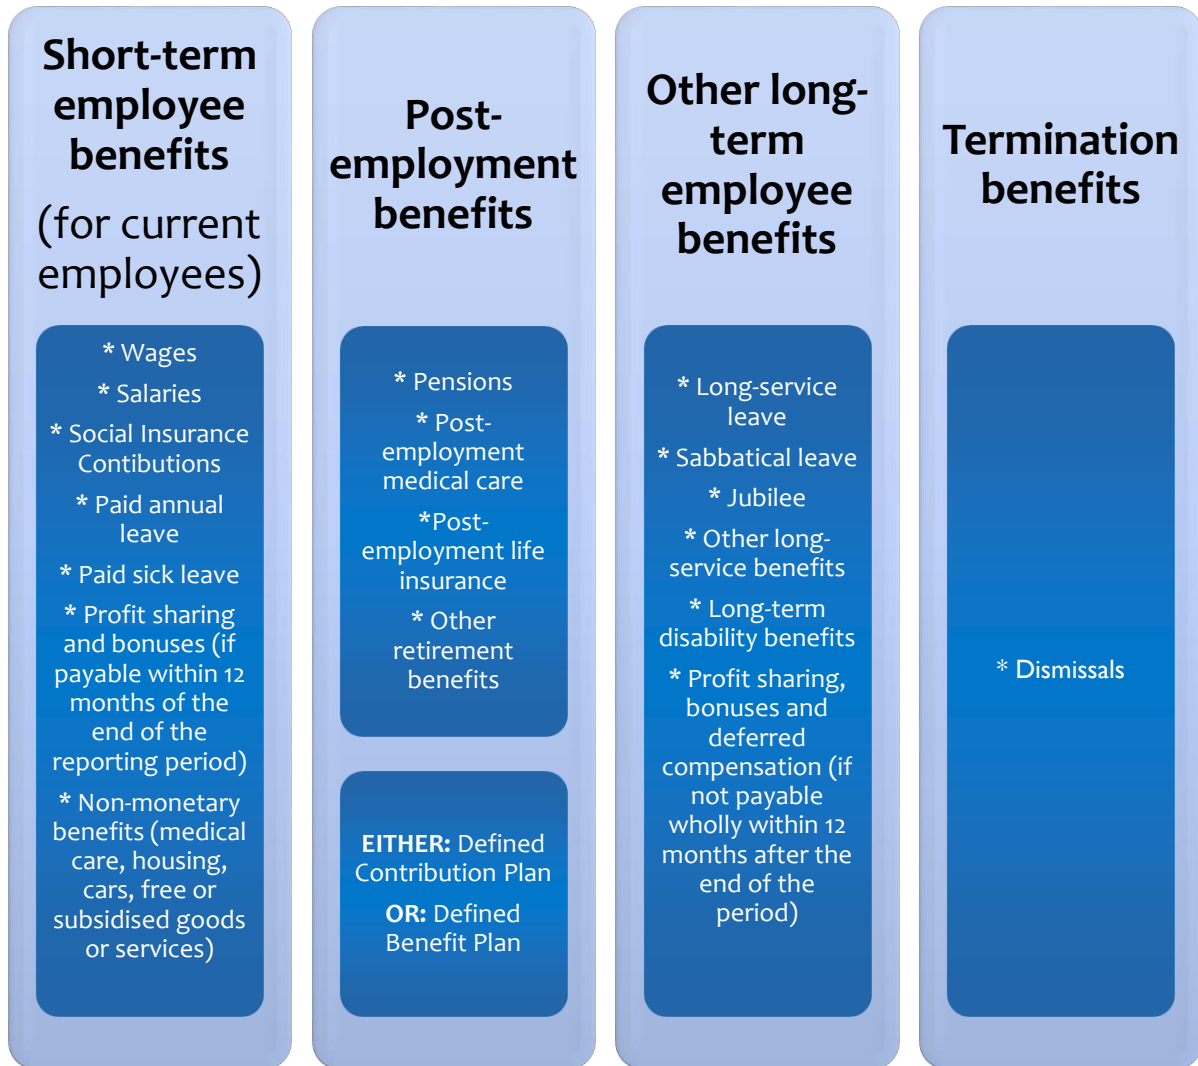 Short-term
employee
benefits
(for current
employees)
* Wages
* Salaries
* Social Insurance
Contibutions
* Paid annual
leave
* Paid sick leave
* Profit sharing
and bonuses (if
payable within 12
months of the
end of the
reporting period)
* Non-monetary
benefits (medical
care, housing,
cars, free or
subsidised goods
or services)
Post-
employment
benefits
* Pensions
* Post-
employment
medical care
*Post-
employment life
insurance
* Other
retirement
benefits
EITHER: Defined
Contribution Plan
OR: Defined
Benefit Plan
Other long-
term
employee
benefits
* Long-service
leave
* Sabbatical leave
* Jubilee
* Other long-
service benefits
* Long-term
disability benefits
* Profit sharing,
bonuses and
deferred
compensation (if
not payable
wholly within 12
months after the
end of the
period)
Termination
benefits
* Dismissals